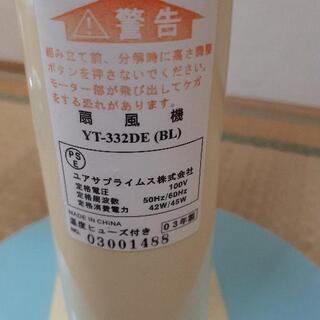 警告
組み立て前、分解時に高さ調整
ボタンを押さないでください。
モーター部が飛び出してケガ
をする恐れがあります。
扇風機
YT-332DE (BL)
PS
E
ユアサプライムス株式会社
定格電圧 100V
定格周波数 50Hz/60Hz
定格消費電力 42W/45W
MADE IN CHINA 03年製
温度ヒューズ付き
NO. 03001488